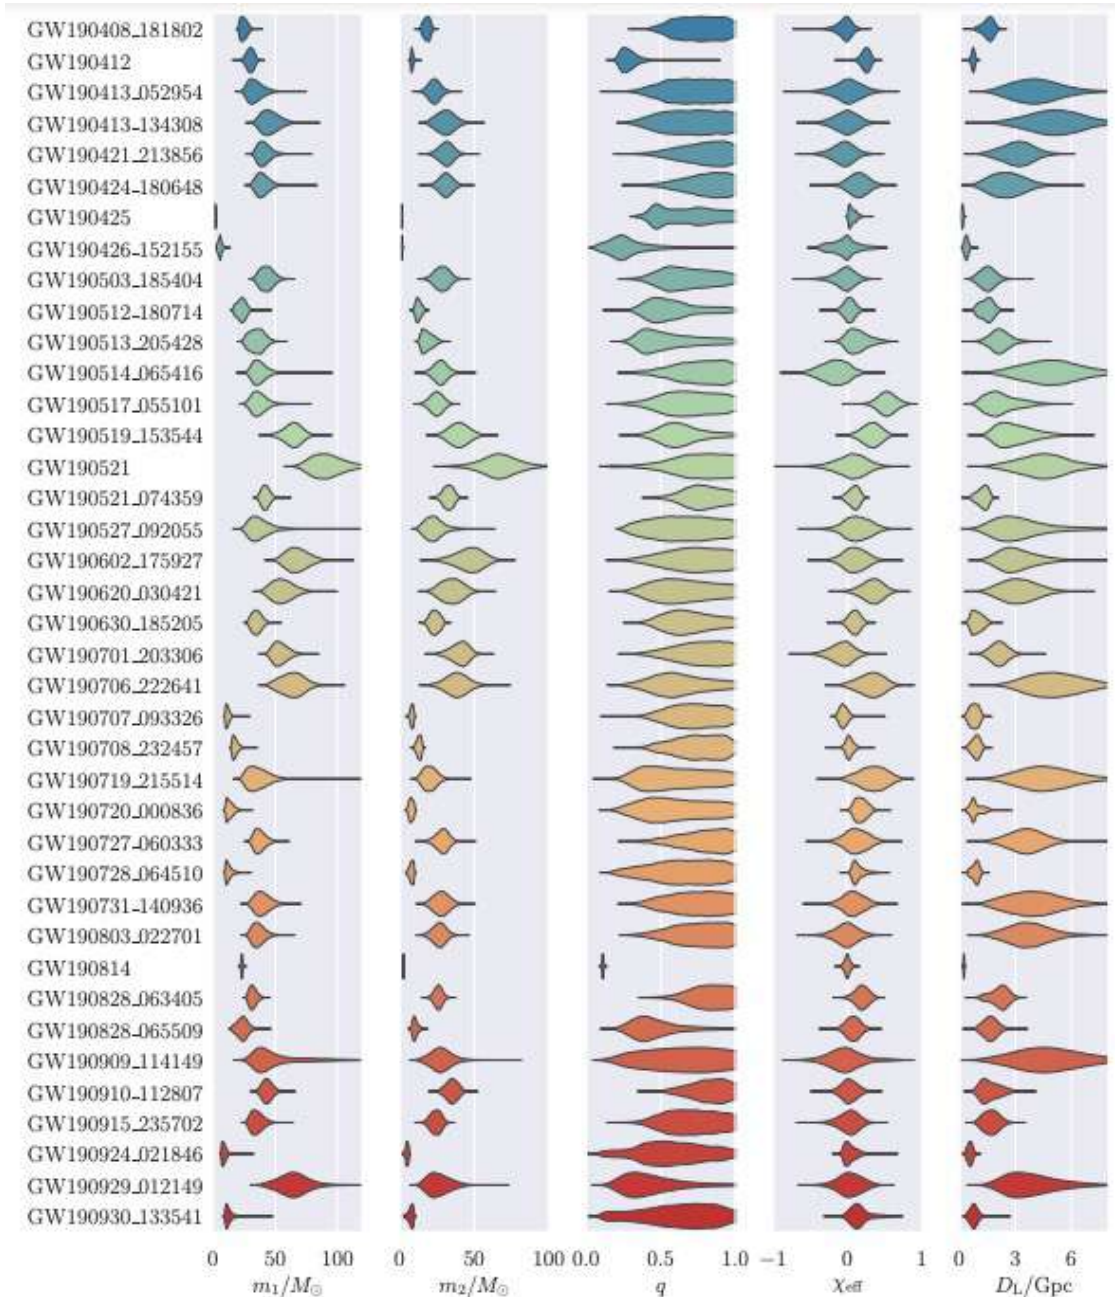 GW190408_181802
GW190412
GW190413_052954
GW190413_134308
GW190421_213856
GW190424_180648
GW190425
GW190426_152155
GW190503_185404
GW190512_180714
GW190513_205428
GW190514_065416
GW190517_055101
GW190519_153544
GW190521
GW190521_074359
GW190527_092055
GW190602_175927
GW190620_030421
GW190630_185205
GW190701_203306
GW190706_222641
GW190707_093326
GW190708_232457
GW190719_215514
GW190720_000836
GW190727_060333
GW190728_064510
GW190731_140936
GW190803_022701
GW190814
GW190828_063405
GW190828_065509
GW190909_114149
GW190910_112807
GW190915_235702
GW190924_021846
GW190929_012149
GW190930_133541
0 50 100 0 50 100 0.0 0.5 1.0 −1 0 1 0 3 6
m₁/M☉ m₂/M☉ q χeff D_L/Gpc